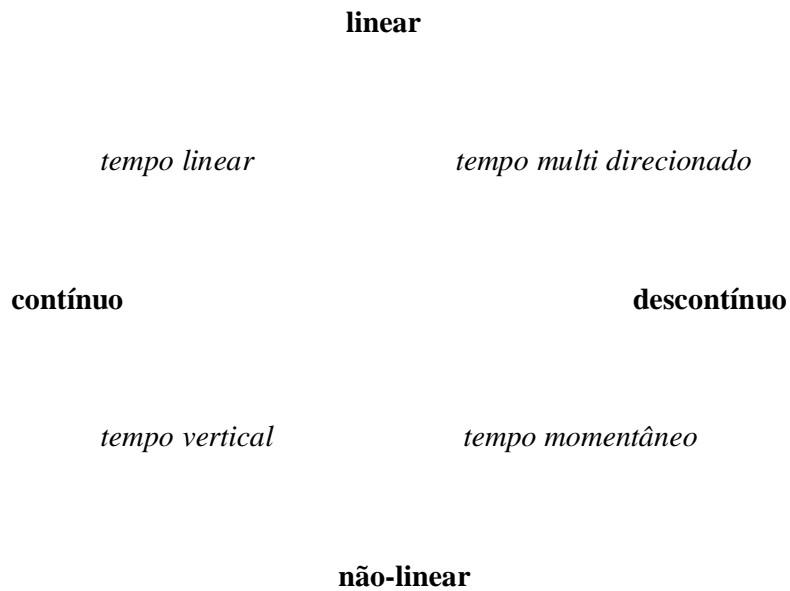 linear
tempo linear tempo multi direcionado
contínuo descontínuo
tempo vertical tempo momentâneo
não-linear